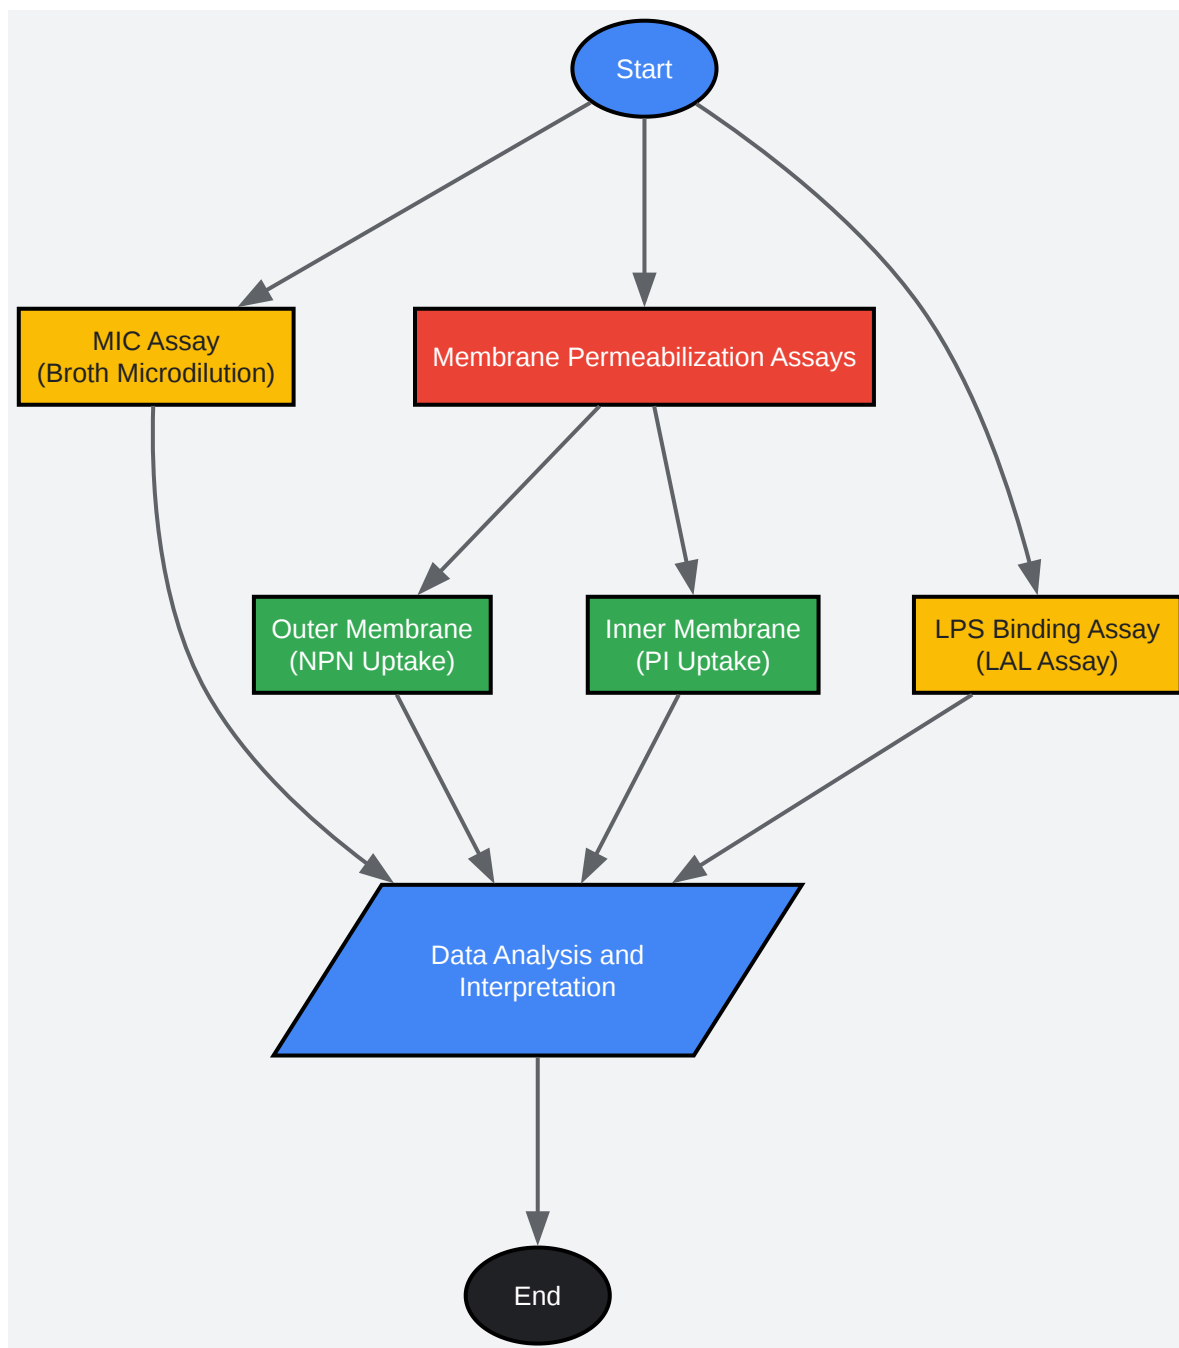 Start
MIC Assay
(Broth Microdilution)
Membrane Permeabilization Assays
Outer Membrane
(NPN Uptake)
Inner Membrane
(PI Uptake)
LPS Binding Assay
(LAL Assay)
Data Analysis and
Interpretation
End